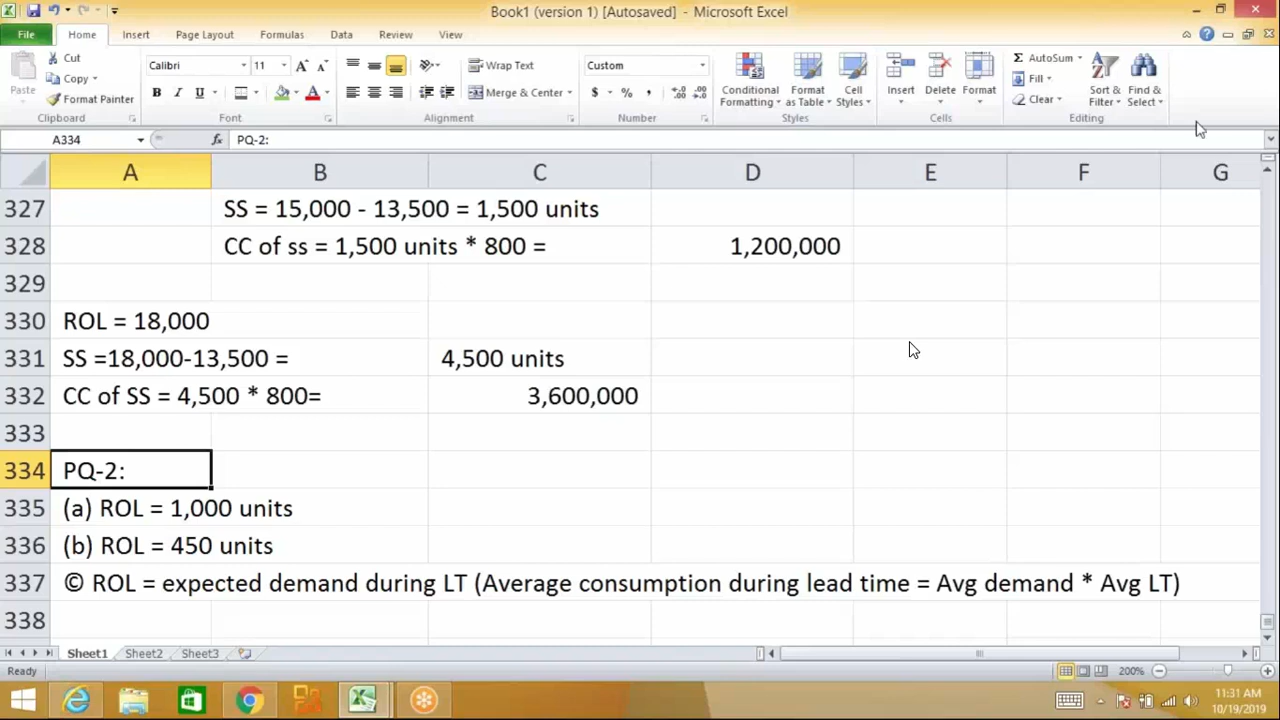 Book1 (version 1) [Autosaved] - Microsoft Excel
File Home Insert Page Layout Formulas Data Review View
Paste
Cut
Copy
Format Painter
Clipboard
Calibri 11 A A
B I U A
Font
Wrap Text
Merge & Center
Alignment
Custom
$ % ,
Number
Conditional Formatting
Format as Table
Cell Styles
Styles
Insert Delete Format
Cells
Σ AutoSum
Fill
Clear
Sort & Filter
Find & Select
Editing
A334 fx PQ-2:
A B C D E F G
327 SS = 15,000 - 13,500 = 1,500 units
328 CC of ss = 1,500 units * 800 = 1,200,000
329
330 ROL = 18,000
331 SS =18,000-13,500 = 4,500 units
332 CC of SS = 4,500 * 800= 3,600,000
333
334 PQ-2:
335 (a) ROL = 1,000 units
336 (b) ROL = 450 units
337 © ROL = expected demand during LT (Average consumption during lead time = Avg demand * Avg LT)
338
Sheet1 Sheet2 Sheet3
Ready 200%
11:31 AM
10/19/2019